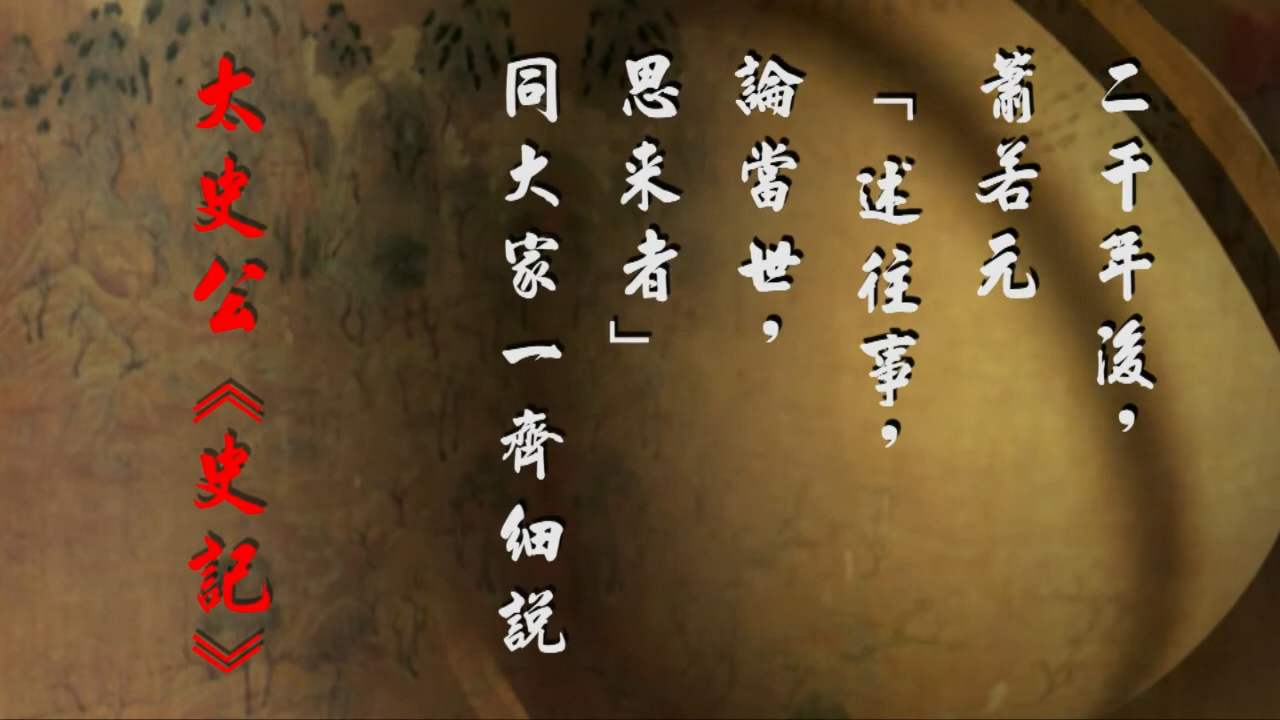 二千年後，
蕭若元
「述往事，
論當世，
思来者」
同大家一齊細説
太史公《史記》